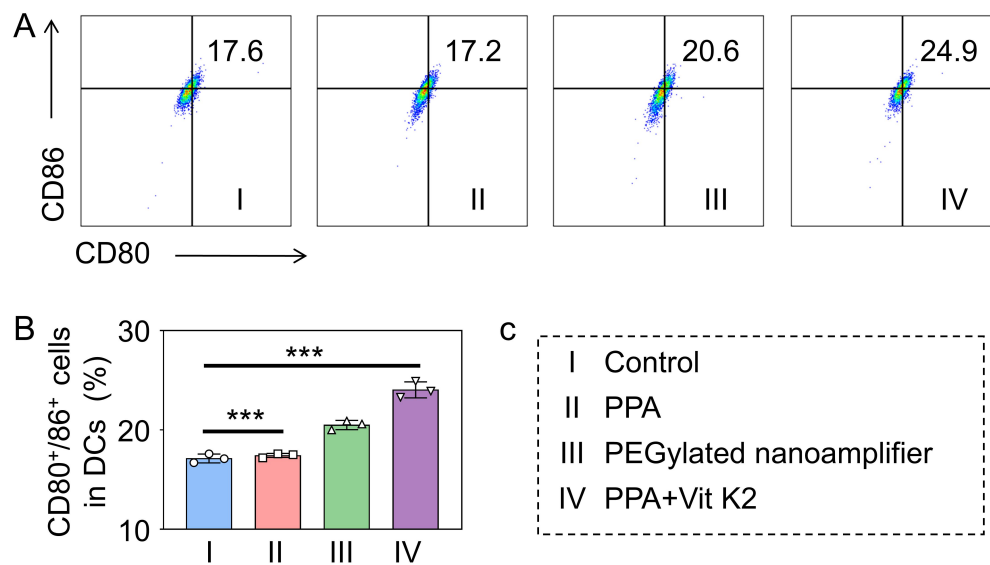 A
CD86
17.6
17.2
20.6
24.9
I
II
III
IV
CD80
B
CD80⁺/86⁺ cells
in DCs (%)
30
20
10
***
***
I
II
III
IV
c
I Control
II PPA
III PEGylated nanoamplifier
IV PPA+Vit K2